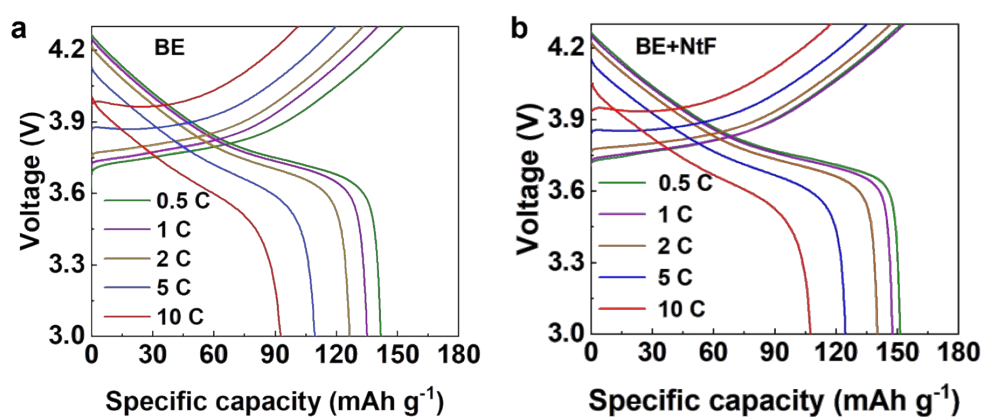 a
BE
4.2
3.9
3.6
3.3
3.0
Voltage (V)
0.5 C
1 C
2 C
5 C
10 C
0 30 60 90 120 150 180
Specific capacity (mAh g⁻¹)
b
BE+NtF
4.2
3.9
3.6
3.3
3.0
Voltage (V)
0.5 C
1 C
2 C
5 C
10 C
0 30 60 90 120 150 180
Specific capacity (mAh g⁻¹)